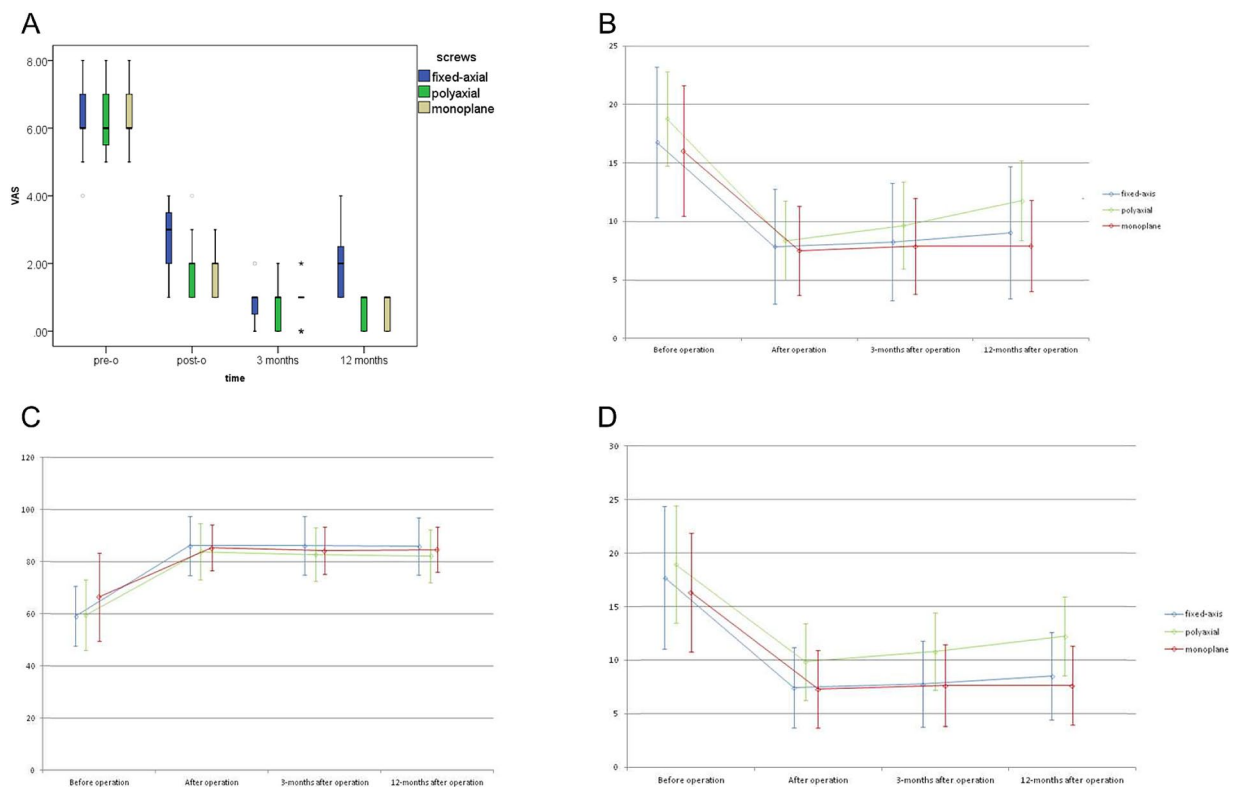 A
screws
fixed-axial
polyaxial
monoplane
8.00
6.00
4.00
2.00
.00
VAS
pre-o
post-o
3 months
12 months
time
B
25
20
15
10
5
0
Before operation
After operation
3-months after operation
12-months after operation
fixed-axis
polyaxial
monoplane
C
120
100
80
60
40
20
0
Before operation
After operation
3-months after operation
12-months after operation
D
30
25
20
15
10
5
0
Before operation
After operation
3-months after operation
12-months after operation
fixed-axis
polyaxial
monoplane